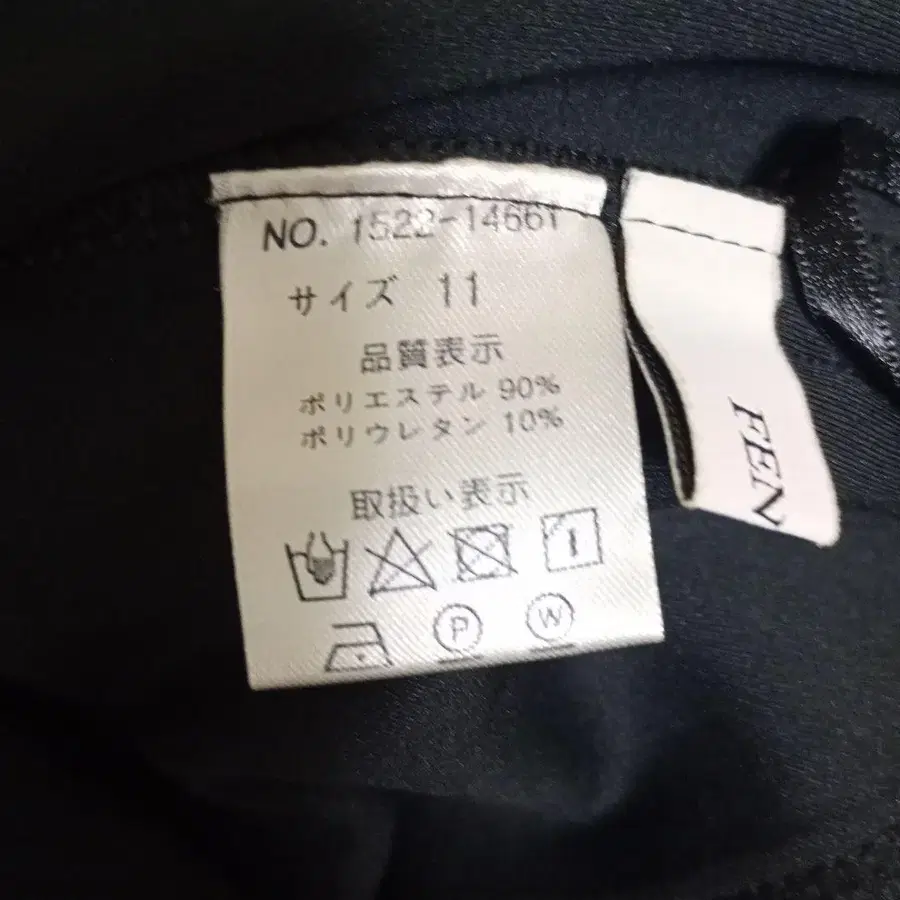 NO. 1522-14661
サイズ 11
品質表示
ポリエステル 90%
ポリウレタン 10%
取扱い表示
P W
FEN